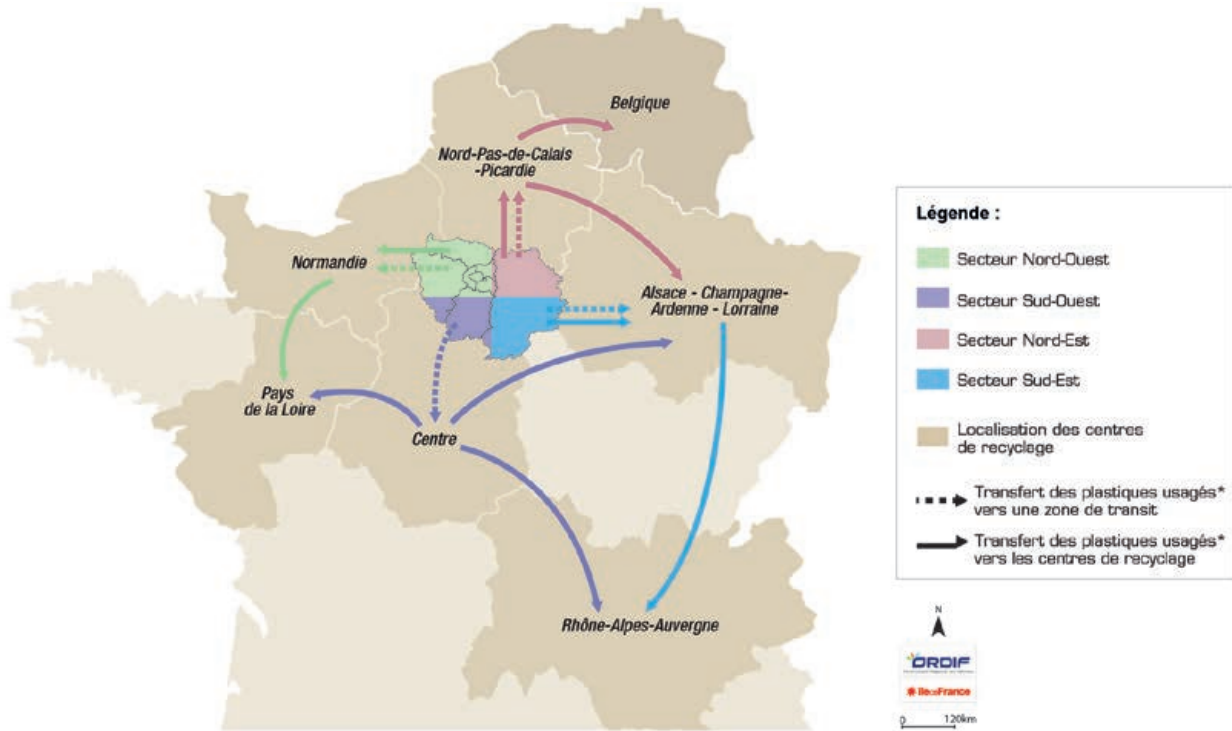 Belgique
Nord-Pas-de-Calais
-Picardie
Normandie
Alsace - Champagne-
Ardenne - Lorraine
Pays
de la Loire
Centre
Rhône-Alpes-Auvergne
Légende :
Secteur Nord-Ouest
Secteur Sud-Ouest
Secteur Nord-Est
Secteur Sud-Est
Localisation des centres
de recyclage
Transfert des plastiques usagés*
vers une zone de transit
Transfert des plastiques usagés*
vers les centres de recyclage
N
ORDIF
île de France
0 120km